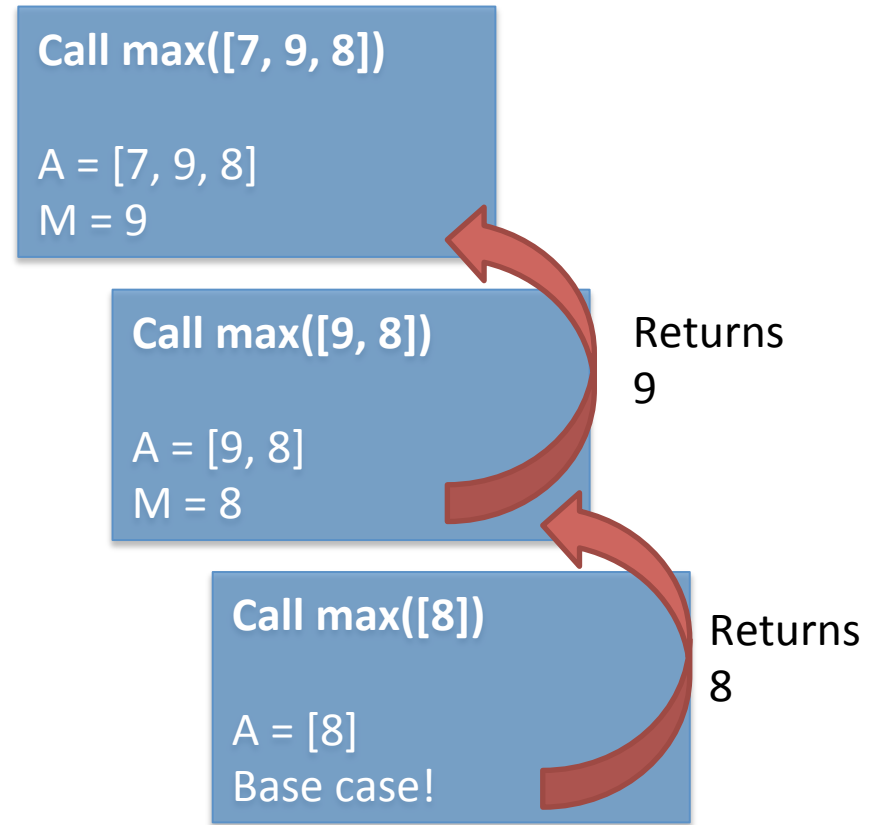 Call max([7, 9, 8])
A = [7, 9, 8]
M = 9
Call max([9, 8])
A = [9, 8]
M = 8
Returns
9
Call max([8])
A = [8]
Base case!
Returns
8